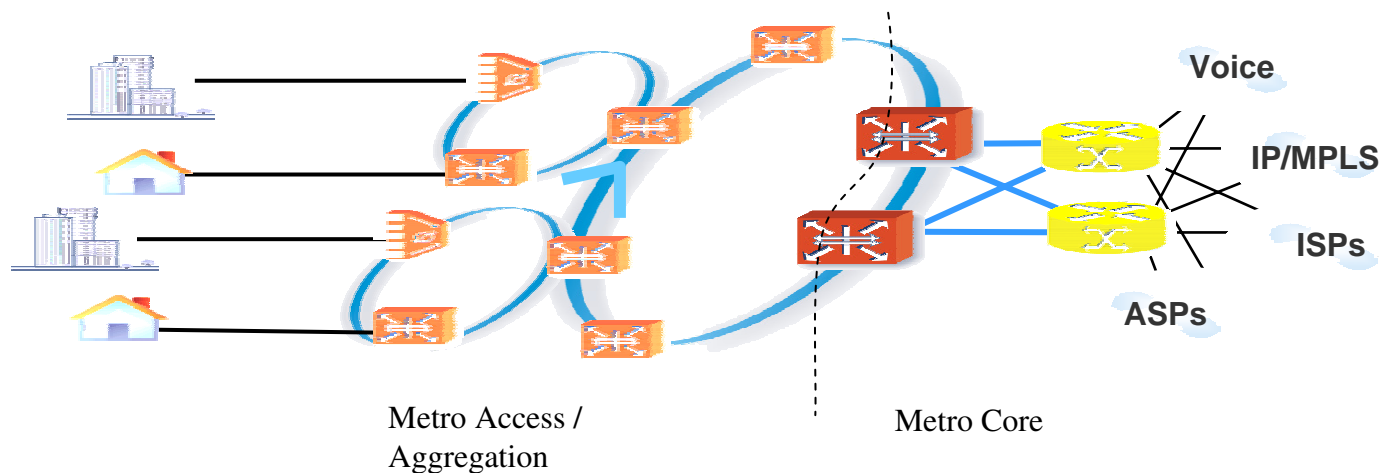 Voice
IP/MPLS
ISPs
ASPs
Metro Access /
Aggregation
Metro Core